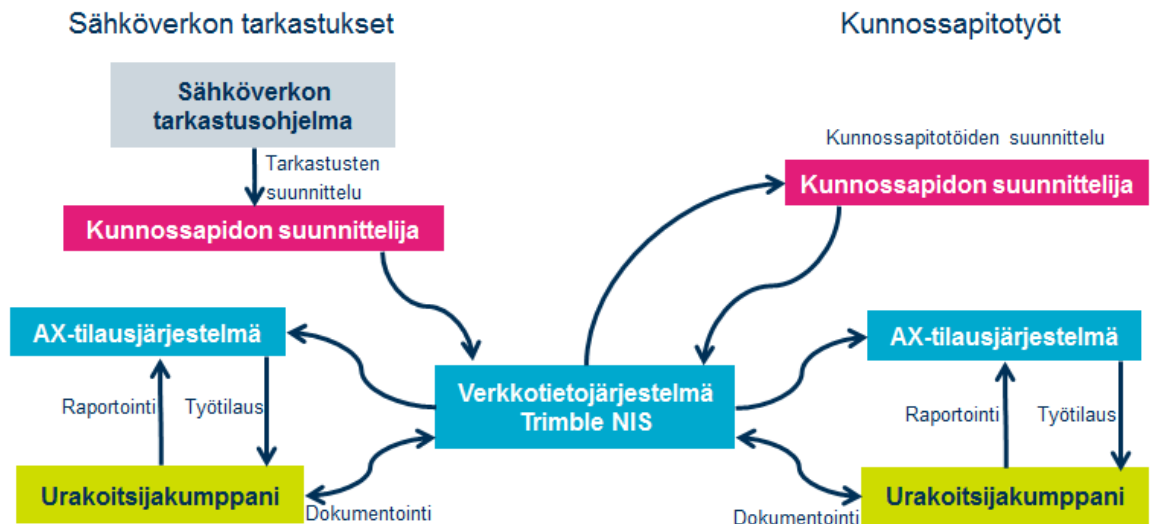 Sähköverkon tarkastukset
Kunnossapitotyöt
Sähköverkon
tarkastusohjelma
Tarkastusten
suunnittelu
Kunnossapidon suunnittelija
Kunnossapitotöiden suunnittelu
Kunnossapidon suunnittelija
AX-tilausjärjestelmä
Raportointi
Työtilaus
Urakoitsijakumppani
Dokumentointi
Verkkotietojärjestelmä
Trimble NIS
AX-tilausjärjestelmä
Raportointi
Työtilaus
Urakoitsijakumppani
Dokumentointi